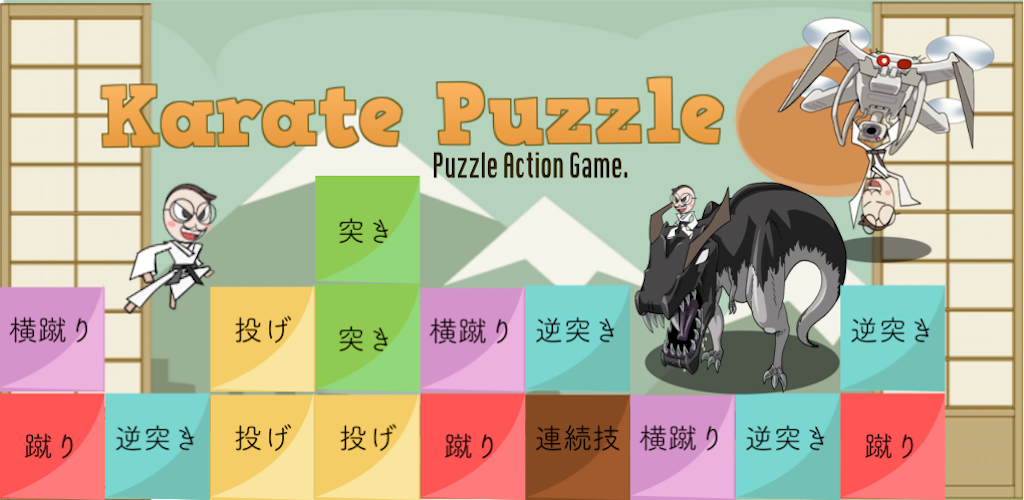 Karate Puzzle
Puzzle Action Game.
突き
横蹴り 投げ 突き 横蹴り 逆突き 逆突き
蹴り 逆突き 投げ 投げ 蹴り 連続技 横蹴り 逆突き 蹴り